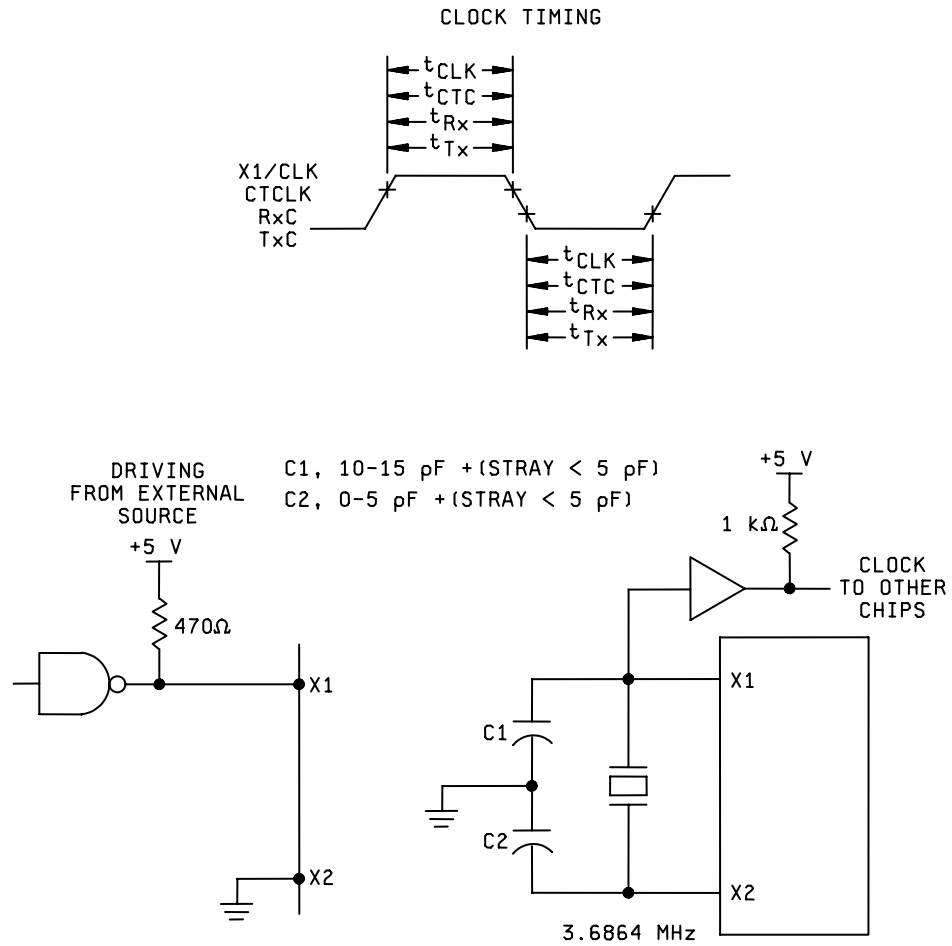 CLOCK TIMING
tCLK
tCTC
tRx
tTx
X1/CLK
CTCLK
RxC
TxC
tCLK
tCTC
tRx
tTx
DRIVING
FROM EXTERNAL
SOURCE
C1, 10-15 pF +(STRAY < 5 pF)
C2, 0-5 pF +(STRAY < 5 pF)
+5 V
470Ω
X1
X2
+5 V
1 kΩ
CLOCK
TO OTHER
CHIPS
X1
C1
C2
X2
3.6864 MHz